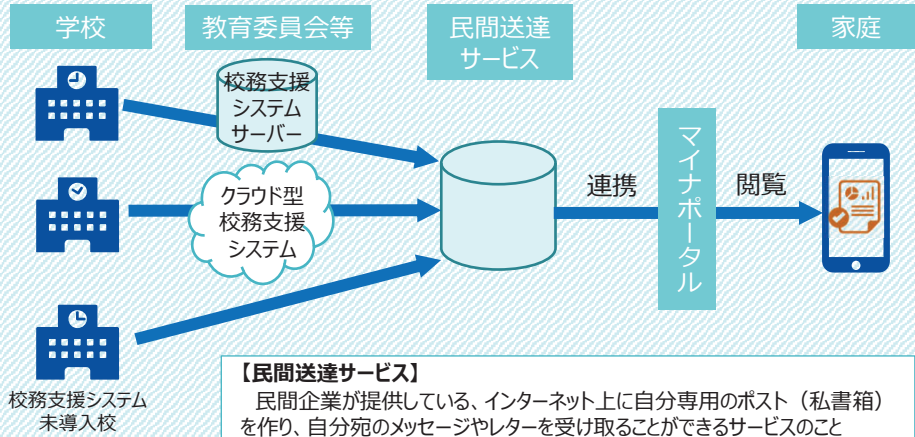 学校
教育委員会等
民間送達
サービス
家庭
校務支援
システム
サーバー
クラウド型
校務支援
システム
連携
マイナポータル
閲覧
校務支援システム
未導入校
【民間送達サービス】
民間企業が提供している、インターネット上に自分専用のポスト（私書箱）
を作り、自分宛のメッセージやレターを受け取ることができるサービスのこと